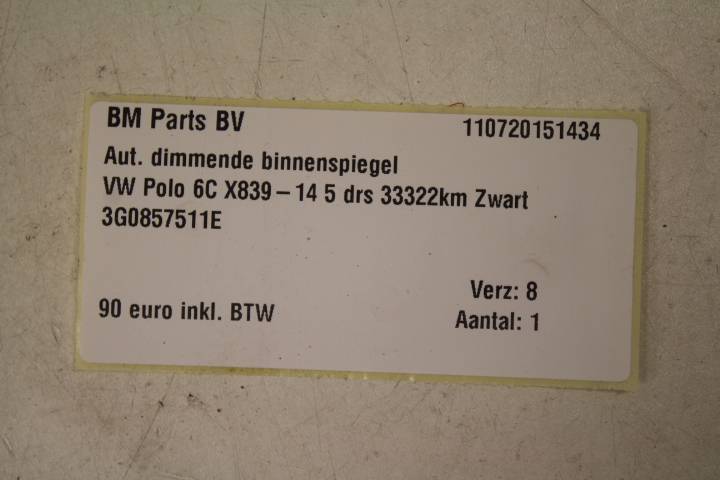 BM Parts BV 110720151434
Aut. dimmende binnenspiegel
VW Polo 6C X839-14 5 drs 33322km Zwart
3G0857511E
Verz: 8
90 euro inkl. BTW Aantal: 1